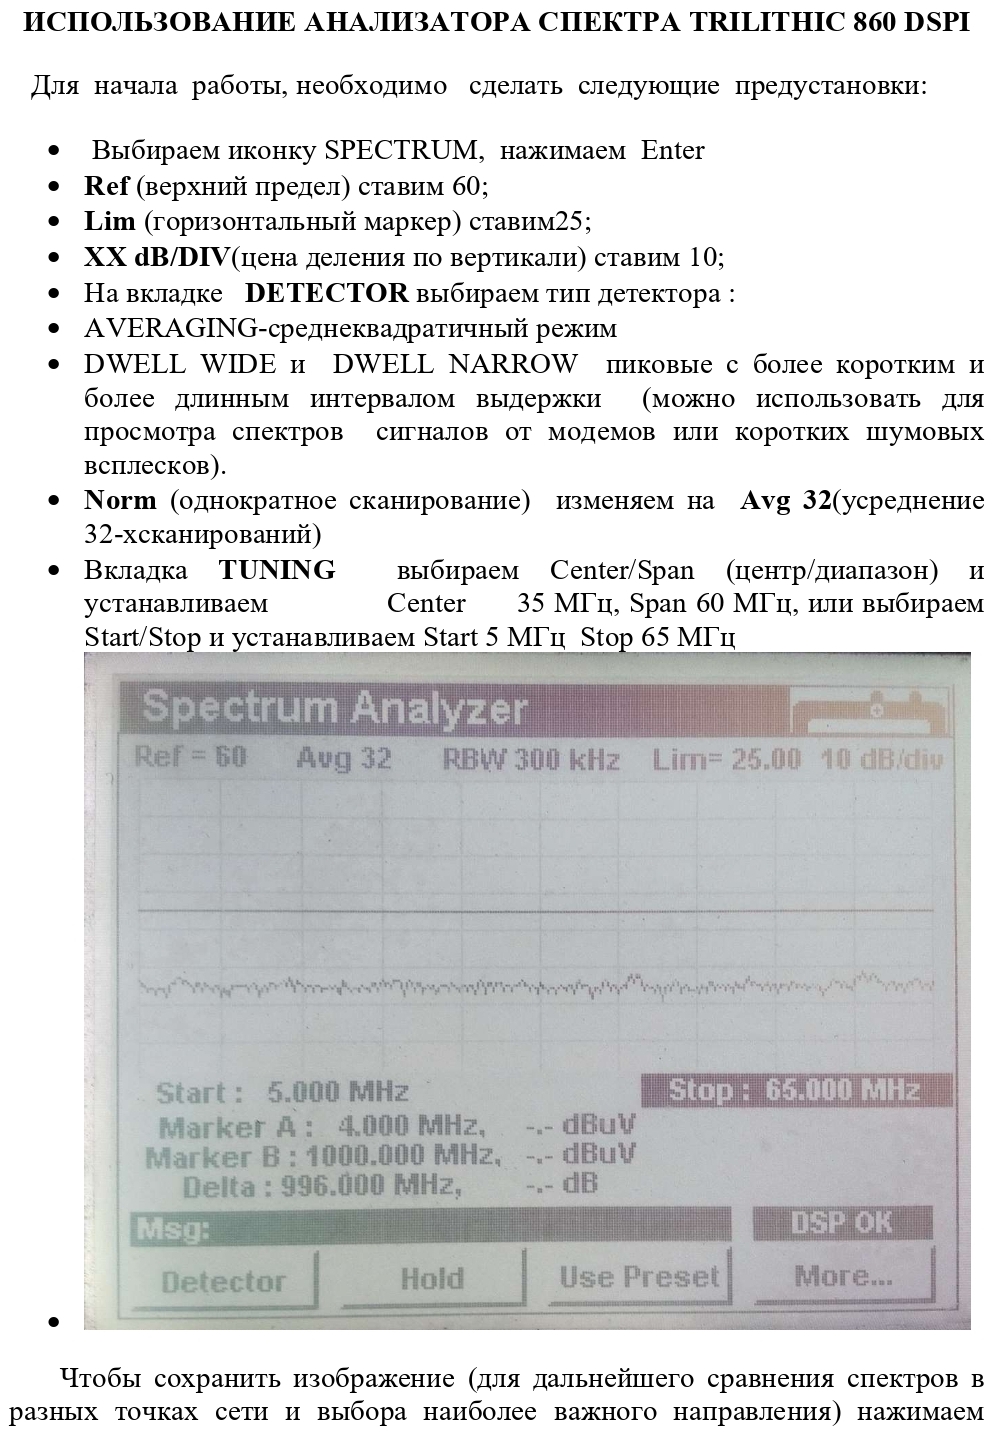 ИСПОЛЬЗОВАНИЕ АНАЛИЗАТОРА СПЕКТРА TRILITHIC 860 DSPI
Для начала работы, необходимо сделать следующие предустановки:
• Выбираем иконку SPECTRUM, нажимаем Enter
• Ref (верхний предел) ставим 60;
• Lim (горизонтальный маркер) ставим25;
• XX dB/DIV(цена деления по вертикали) ставим 10;
• На вкладке DETECTOR выбираем тип детектора :
• AVERAGING-среднеквадратичный режим
• DWELL WIDE и DWELL NARROW пиковые с более коротким и
более длинным интервалом выдержки (можно использовать для
просмотра спектров сигналов от модемов или коротких шумовых
всплесков).
• Norm (однократное сканирование) изменяем на Avg 32(усреднение
32-хсканирований)
• Вкладка TUNING выбираем Center/Span (центр/диапазон) и
устанавливаем Center 35 МГц, Span 60 МГц, или выбираем
Start/Stop и устанавливаем Start 5 МГц Stop 65 МГц
Spectrum Analyzer
Ref = 60 Avg 32 RBW 300 kHz Lim= 25.00 10 dB/div
Start : 5.000 MHz Stop : 65.000 MHz
Marker A : 4.000 MHz, -.- dBuV
Marker B : 1000.000 MHz, -.- dBuV
Delta : 996.000 MHz, -.- dB
Msg: DSP OK
Detector Hold Use Preset More...
•
Чтобы сохранить изображение (для дальнейшего сравнения спектров в
разных точках сети и выбора наиболее важного направления) нажимаем